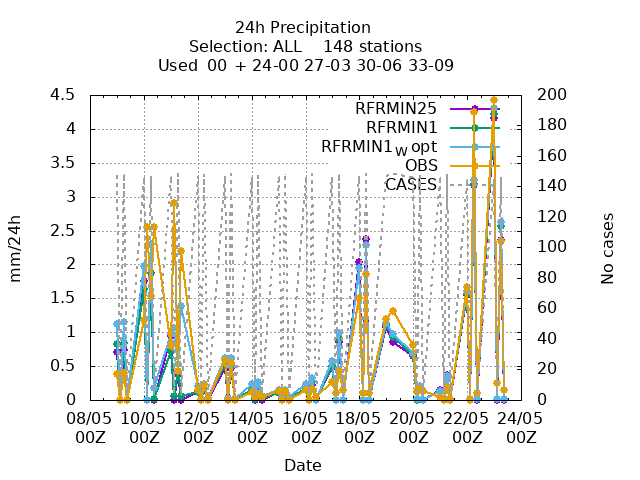 24h Precipitation
Selection: ALL 148 stations
Used 00 + 24-00 27-03 30-06 33-09
4.5
4
3.5
3
2.5
2
1.5
1
0.5
0
mm/24h
200
180
160
140
120
100
80
60
40
20
0
No cases
RFRMIN25
RFRMIN1
RFRMIN1w opt
OBS
CASES
08/05 10/05 12/05 14/05 16/05 18/05 20/05 22/05 24/05
00Z 00Z 00Z 00Z 00Z 00Z 00Z 00Z 00Z
Date